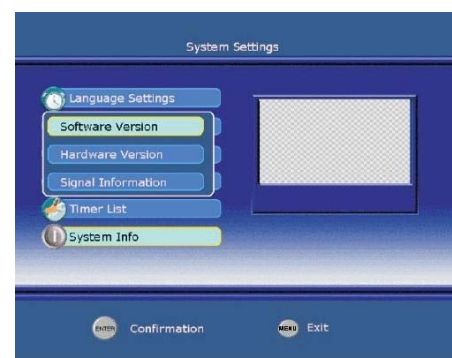 System Settings
Language Settings
Software Version
Hardware Version
Signal Information
Timer List
System Info
ENTER Confirmation MENU Exit